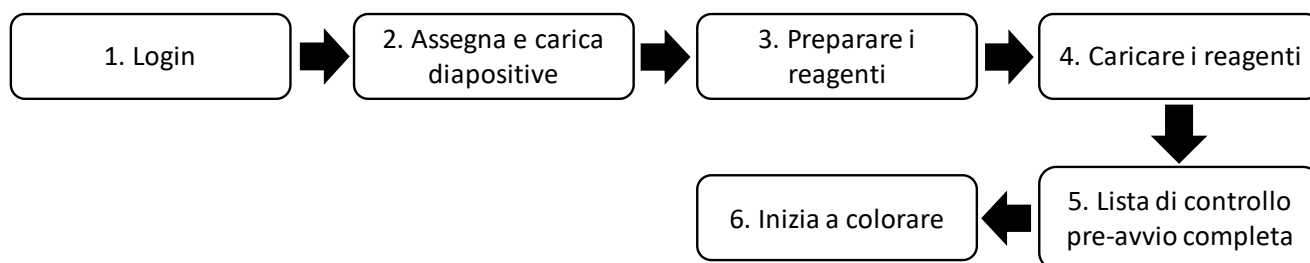 1. Login
2. Assegna e carica
diapositive
3. Preparare i
reagenti
4. Caricare i reagenti
5. Lista di controllo
pre-avvio completa
6. Inizia a colorare